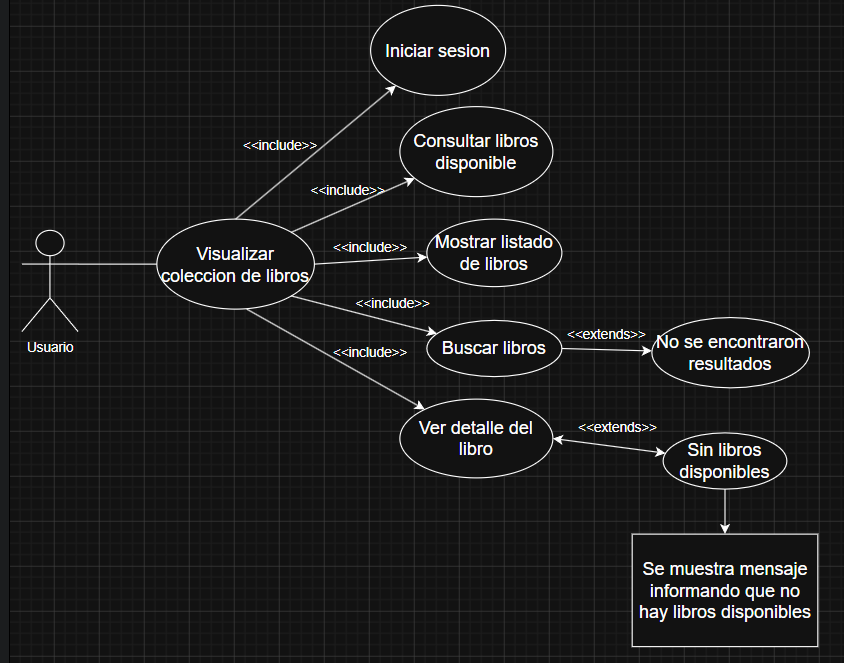 Iniciar sesion
<<include>>
Consultar libros
disponible
<<include>>
Mostrar listado
de libros
<<include>>
Visualizar
coleccion de libros
<<include>>
Buscar libros
<<extends>>
No se encontraron
resultados
Usuario
<<include>>
Ver detalle del
libro
<<extends>>
Sin libros
disponibles
Se muestra mensaje
informando que no
hay libros disponibles